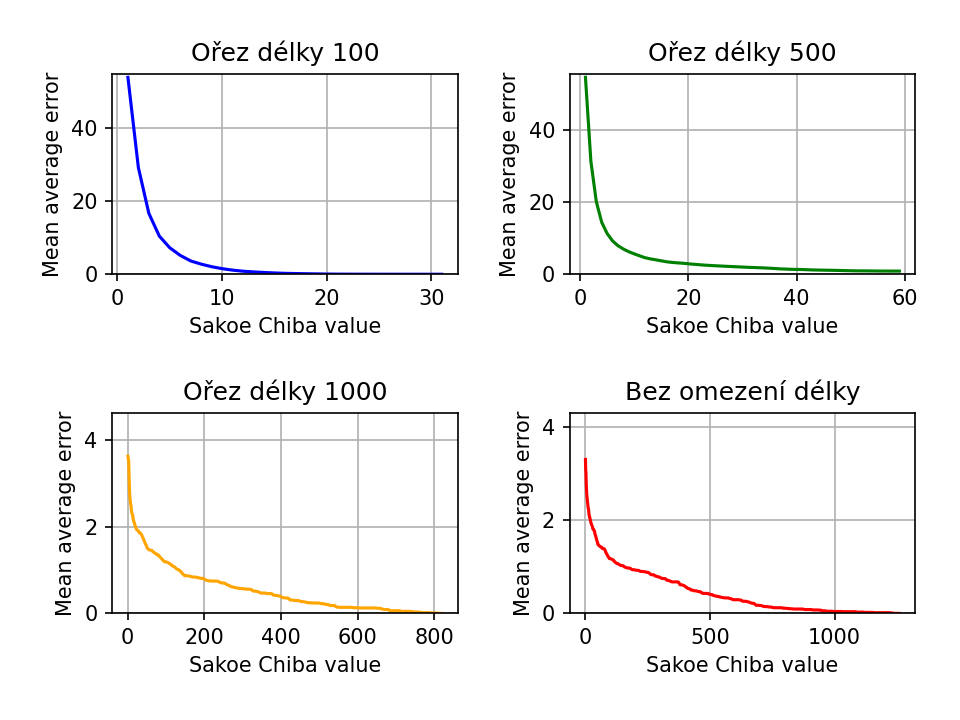 Ořez délky 100
Mean average error
40
20
0
0 10 20 30
Sakoe Chiba value
Ořez délky 500
Mean average error
40
20
0
0 20 40 60
Sakoe Chiba value
Ořez délky 1000
Mean average error
4
2
0
0 200 400 600 800
Sakoe Chiba value
Bez omezení délky
Mean average error
4
2
0
0 500 1000
Sakoe Chiba value